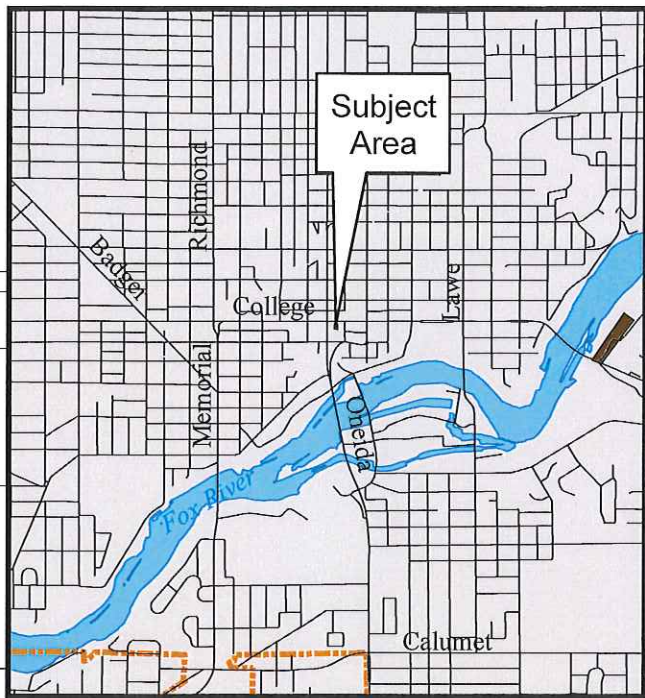 Subject
Area
Richmond
Badger
College
Lawe
Memorial
Oneida
Fox River
Calumet